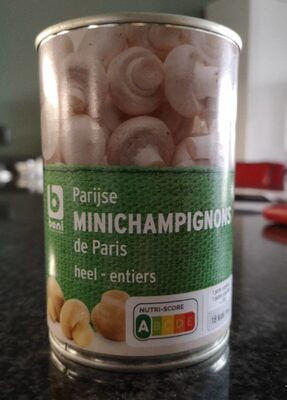 b
boni
Parijse
MINICHAMPIGNONS
de Paris
heel - entiers
NUTRI-SCORE
A B C D E